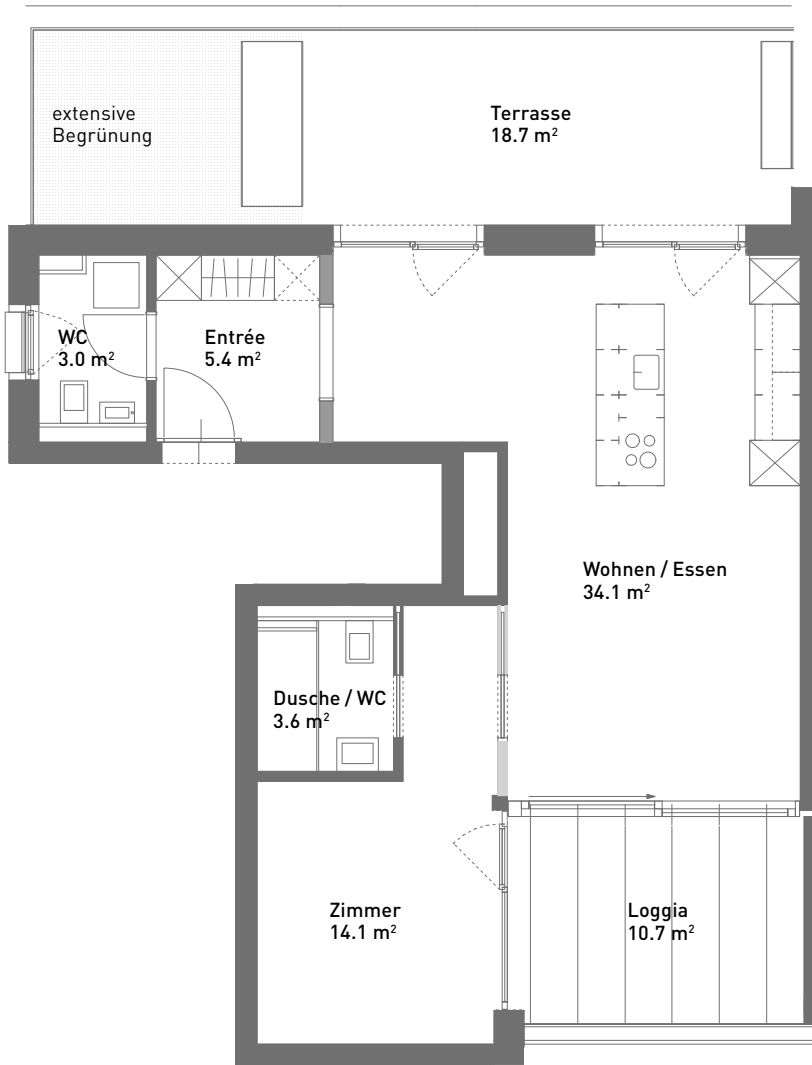 extensive
Begrünung
Terrasse
18.7 m²
WC
3.0 m²
Entrée
5.4 m²
Wohnen / Essen
34.1 m²
Dusche / WC
3.6 m²
Zimmer
14.1 m²
Loggia
10.7 m²